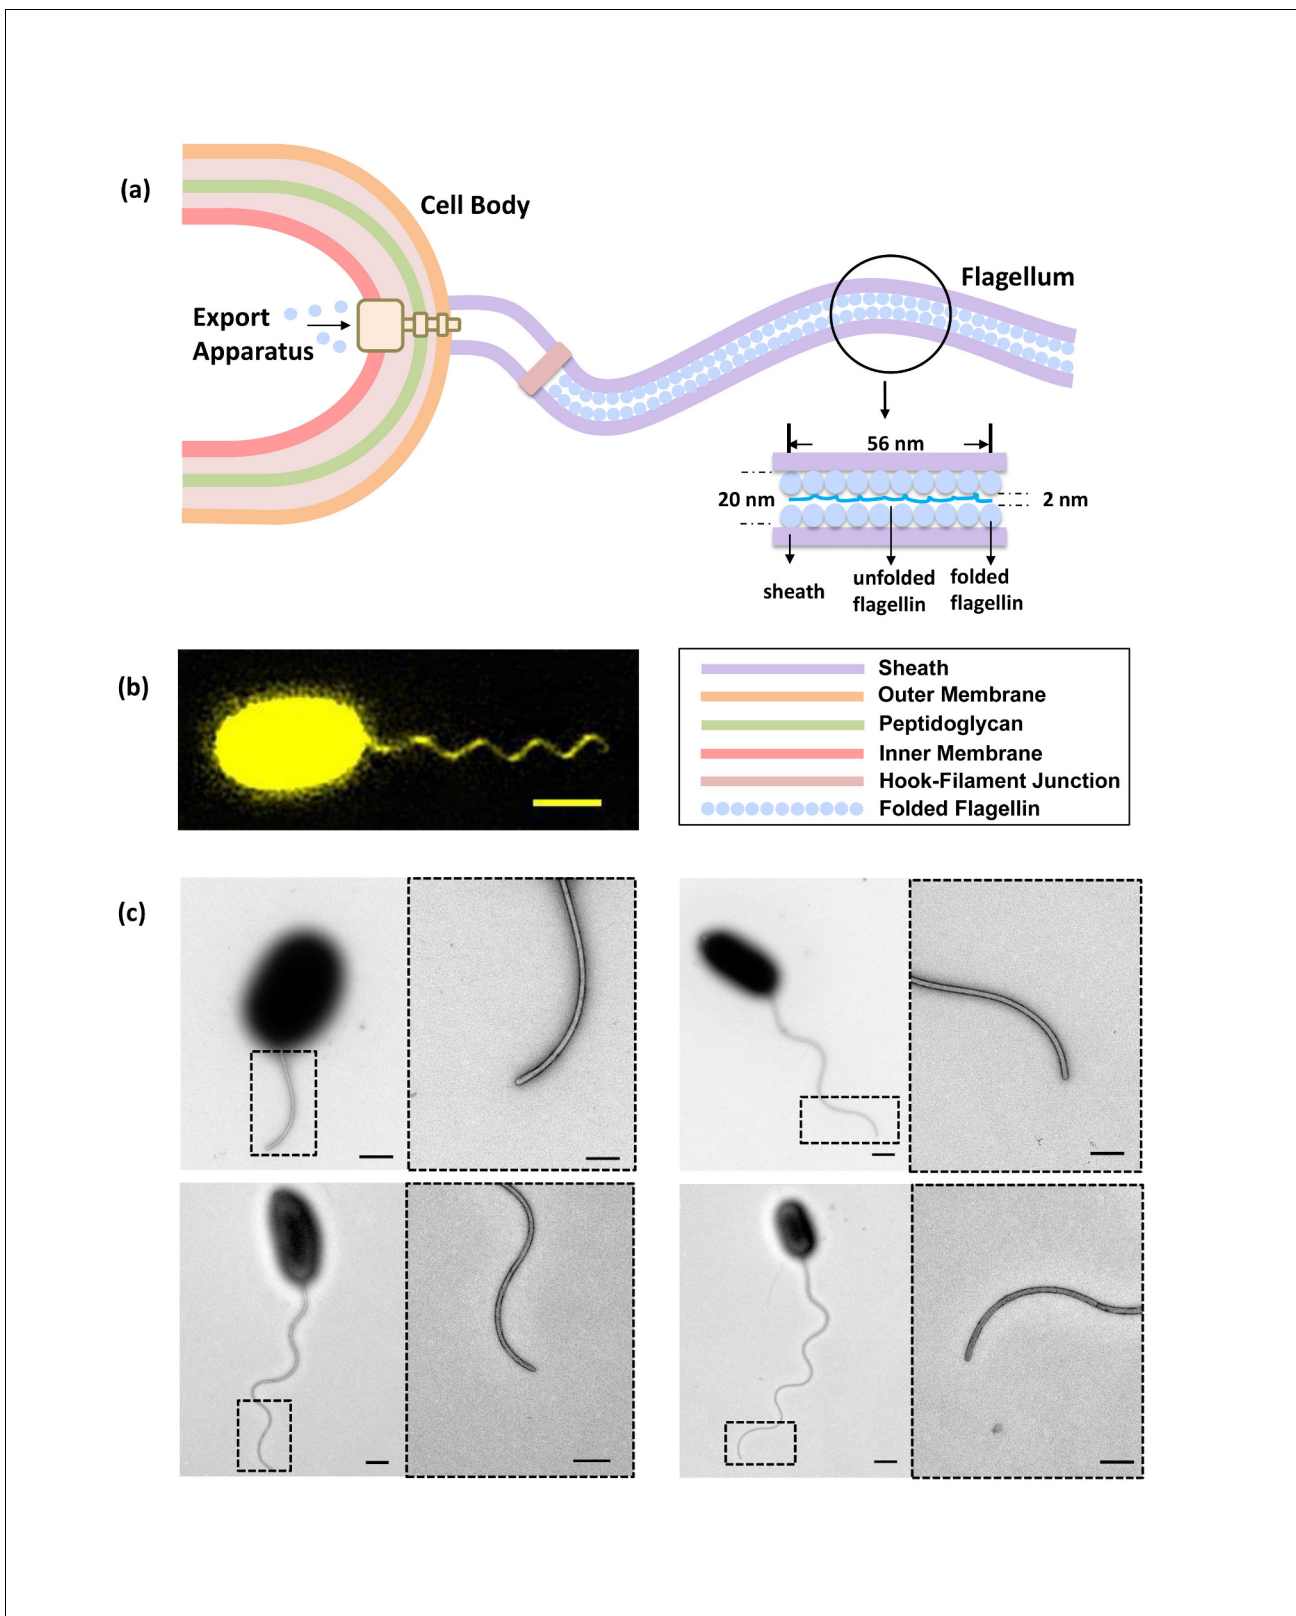 (a)
Cell Body
Flagellum
Export
Apparatus
56 nm
20 nm
2 nm
sheath
unfolded
flagellin
folded
flagellin
(b)
Sheath
Outer Membrane
Peptidoglycan
Inner Membrane
Hook-Filament Junction
Folded Flagellin
(c)